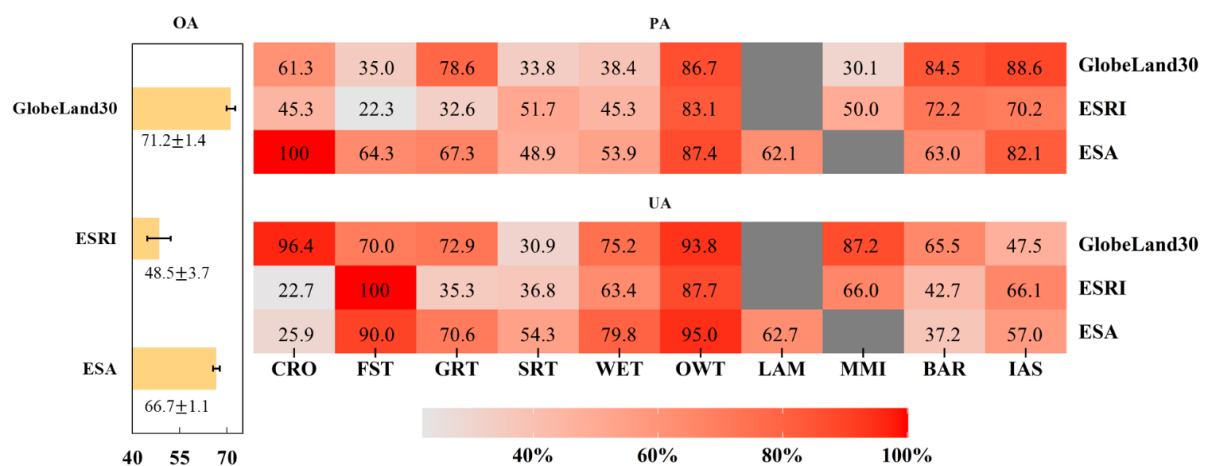 OA
GlobeLand30
71.2±1.4
ESRI
48.5±3.7
ESA
66.7±1.1
40 55 70
PA
61.3 35.0 78.6 33.8 38.4 86.7 30.1 84.5 88.6 GlobeLand30
45.3 22.3 32.6 51.7 45.3 83.1 50.0 72.2 70.2 ESRI
100 64.3 67.3 48.9 53.9 87.4 62.1 63.0 82.1 ESA
UA
96.4 70.0 72.9 30.9 75.2 93.8 87.2 65.5 47.5 GlobeLand30
22.7 100 35.3 36.8 63.4 87.7 66.0 42.7 66.1 ESRI
25.9 90.0 70.6 54.3 79.8 95.0 62.7 37.2 57.0 ESA
CRO FST GRT SRT WET OWT LAM MMI BAR IAS
40% 60% 80% 100%